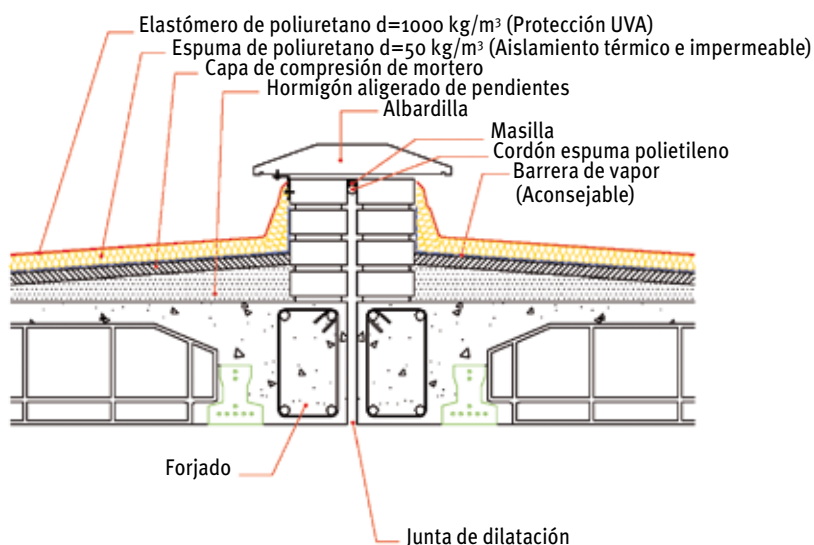 Elastómero de poliuretano d=1000 kg/m³ (Protección UVA)
Espuma de poliuretano d=50 kg/m³ (Aislamiento térmico e impermeable)
Capa de compresión de mortero
Hormigón aligerado de pendientes
Albardilla
Masilla
Cordón espuma polietileno
Barrera de vapor
(Aconsejable)
Forjado
Junta de dilatación